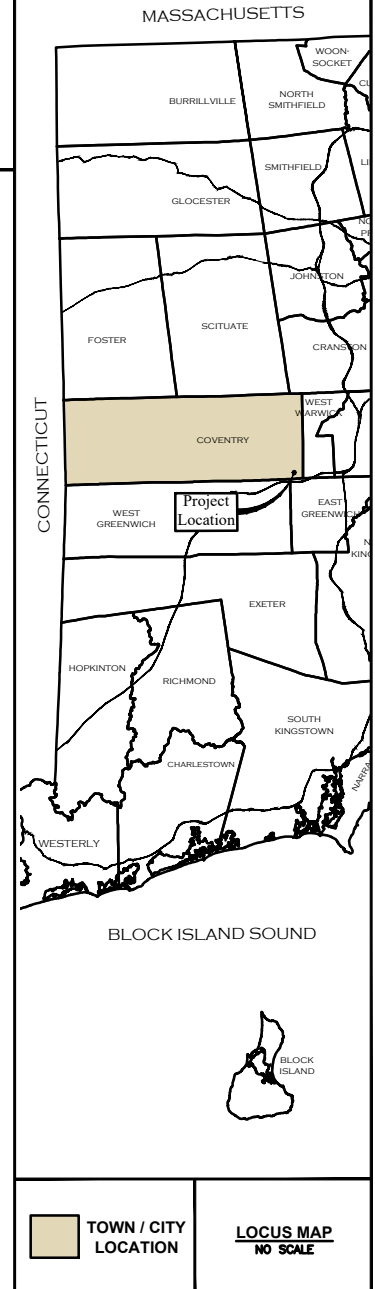 MASSACHUSETTS
WOON-
SOCKET
BURRILLVILLE
NORTH
SMITHFIELD
SMITHFIELD
GLOCESTER
JOHNSTON
SCITUATE
FOSTER
CRANSTON
WEST
WARWICK
COVENTRY
CONNECTICUT
Project
Location
WEST
GREENWICH
EAST
GREENWICH
EXETER
HOPKINTON
RICHMOND
SOUTH
KINGSTOWN
CHARLESTOWN
NARRA
WESTERLY
BLOCK ISLAND SOUND
BLOCK
ISLAND
TOWN / CITY
LOCATION
LOCUS MAP
NO SCALE